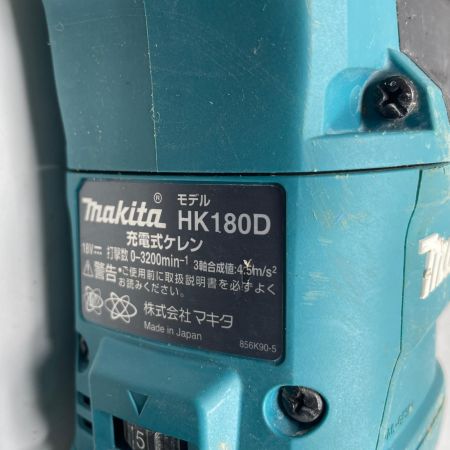 makita® モデル HK180D
充電式ケレン
18V⎓ 打撃数 0-3200min-1 3軸合成値:4.5m/s2
⚠警告 •ご使用前に取扱説明書を必ずよく
お読みください。
株式会社マキタ
Made in Japan
856K90-5
5